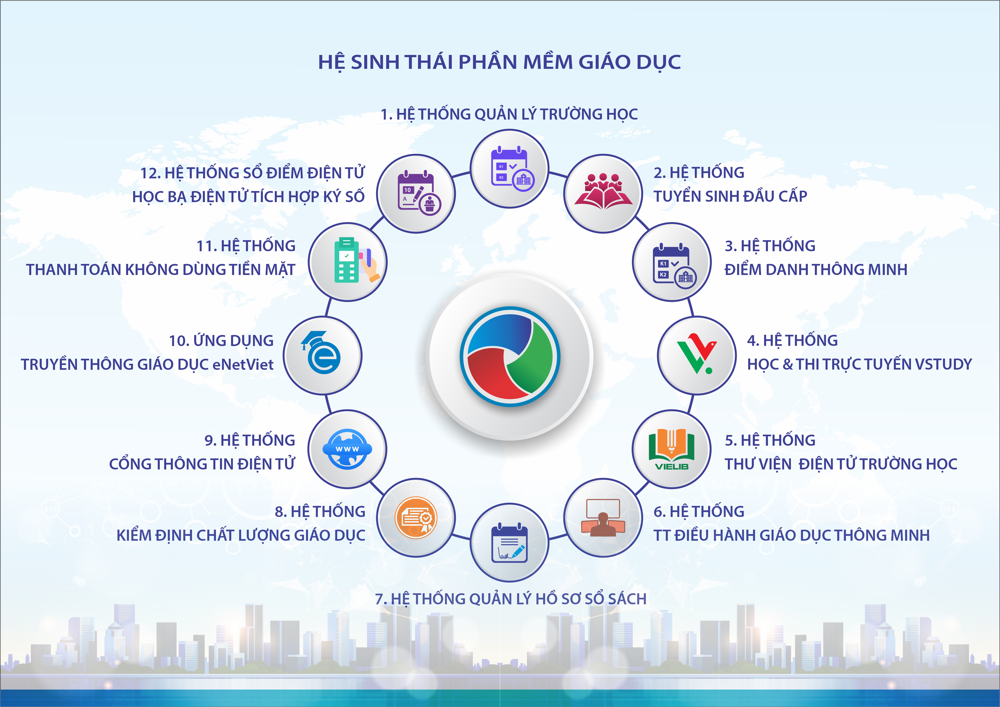 HỆ SINH THÁI PHẦN MỀM GIÁO DỤC
1. HỆ THỐNG QUẢN LÝ TRƯỜNG HỌC
K1
K2
2. HỆ THỐNG
TUYỂN SINH ĐẦU CẤP
3. HỆ THỐNG
ĐIỂM DANH THÔNG MINH
K1
K2
4. HỆ THỐNG
HỌC & THI TRỰC TUYẾN VSTUDY
5. HỆ THỐNG
THƯ VIỆN ĐIỆN TỬ TRƯỜNG HỌC
VIELIB
6. HỆ THỐNG
TT ĐIỀU HÀNH GIÁO DỤC THÔNG MINH
7. HỆ THỐNG QUẢN LÝ HỒ SƠ SỔ SÁCH
8. HỆ THỐNG
KIỂM ĐỊNH CHẤT LƯỢNG GIÁO DỤC
9. HỆ THỐNG
CỔNG THÔNG TIN ĐIỆN TỬ
WWW
10. ỨNG DỤNG
TRUYỀN THÔNG GIÁO DỤC eNetViet
11. HỆ THỐNG
THANH TOÁN KHÔNG DÙNG TIỀN MẶT
12. HỆ THỐNG SỔ ĐIỂM ĐIỆN TỬ
HỌC BẠ ĐIỆN TỬ TÍCH HỢP KÝ SỐ
10
A